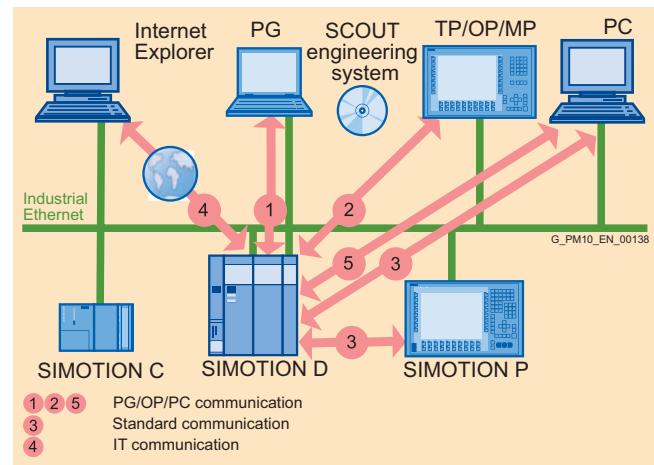 Internet
Explorer
PG
SCOUT
engineering
system
TP/OP/MP
PC
Industrial
Ethernet
4
1
2
5
3
G_PM10_EN_00138
3
SIMOTION C
SIMOTION D
SIMOTION P
1 2 5 PG/OP/PC communication
3 Standard communication
4 IT communication